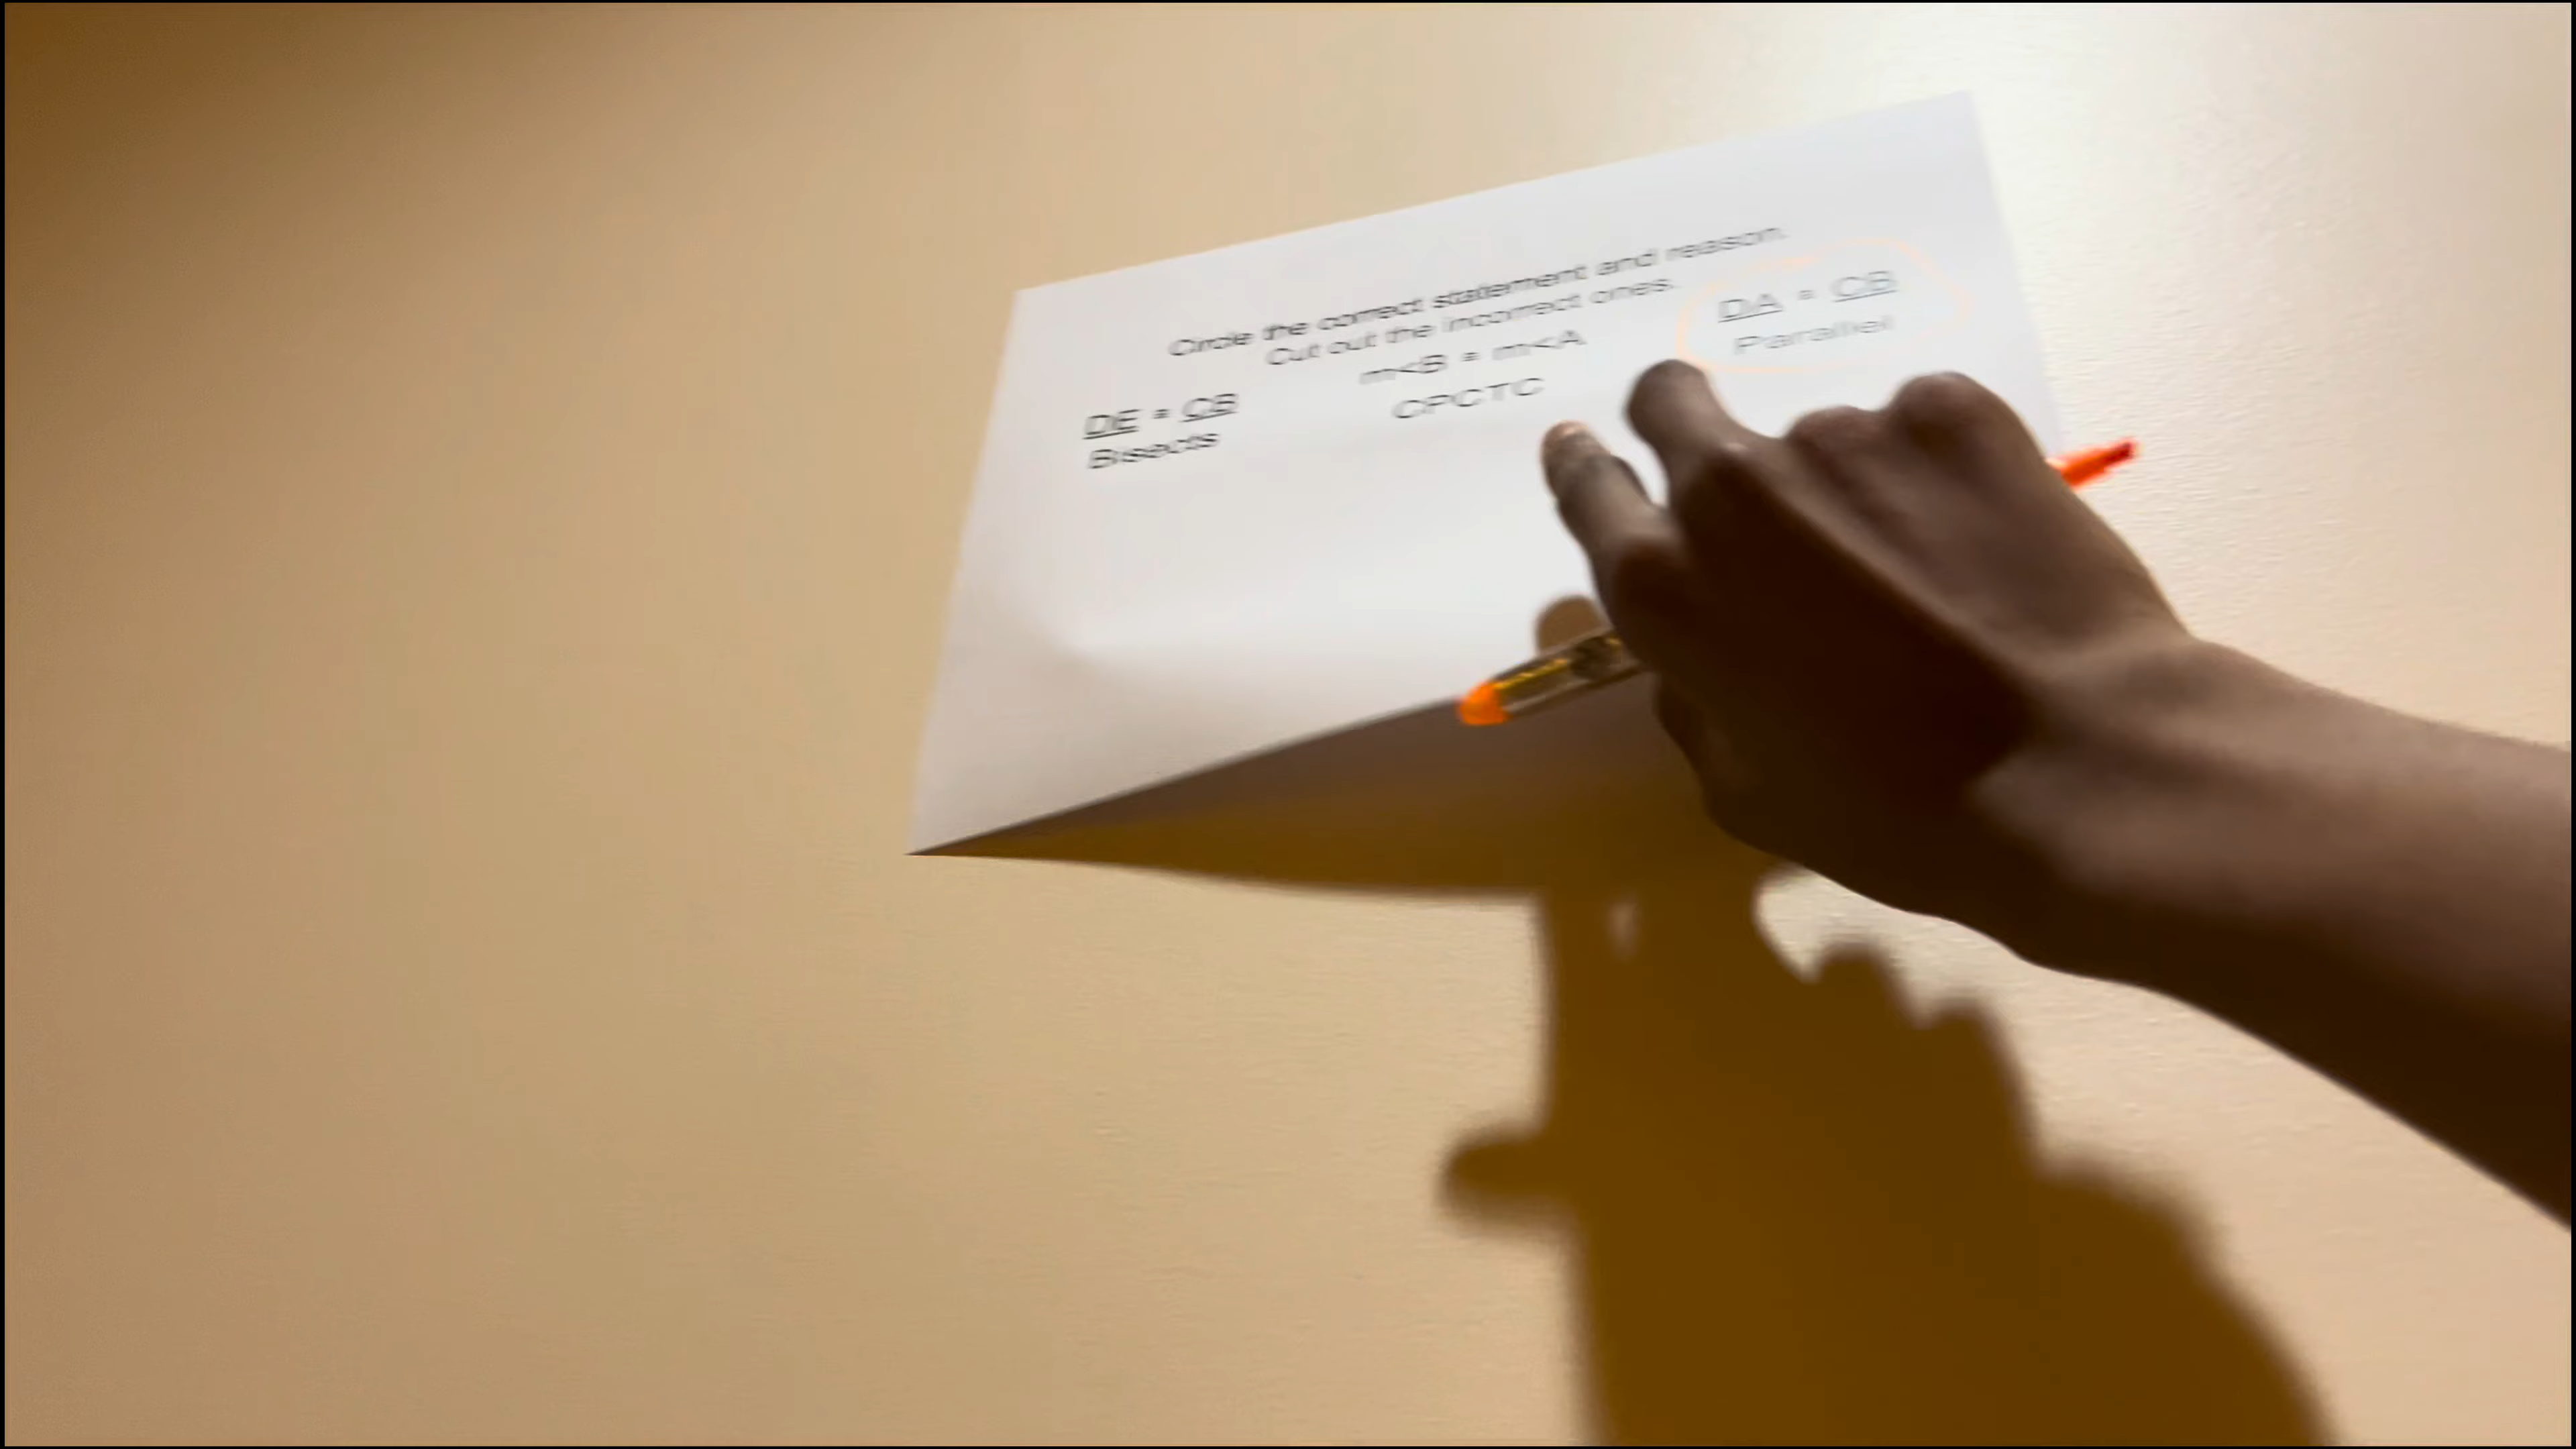 Circle the correct statement and reason.
Cut out the incorrect ones.
DE = CB
Bisects
m<B = m<A
CPCTC
DA = CB
Parallel